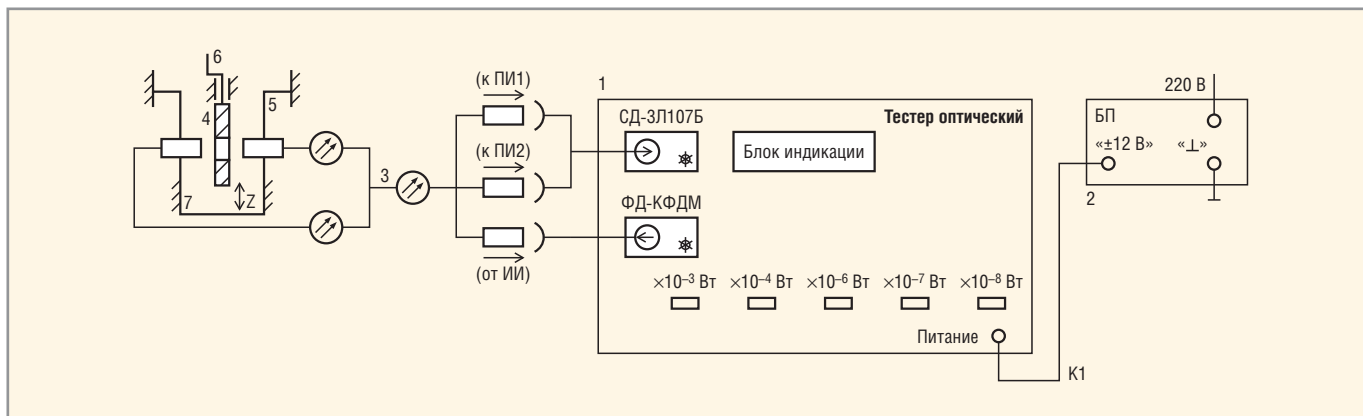 6
5
4
7
Z
3
(к ПИ1)
(к ПИ2)
(от ИИ)
1
СД-3Л107Б
ФД-КФДМ
Тестер оптический
Блок индикации
×10–3 Вт ×10–4 Вт ×10–6 Вт ×10–7 Вт ×10–8 Вт
Питание
К1
220 В
БП
«±12 В» «⊥»
2